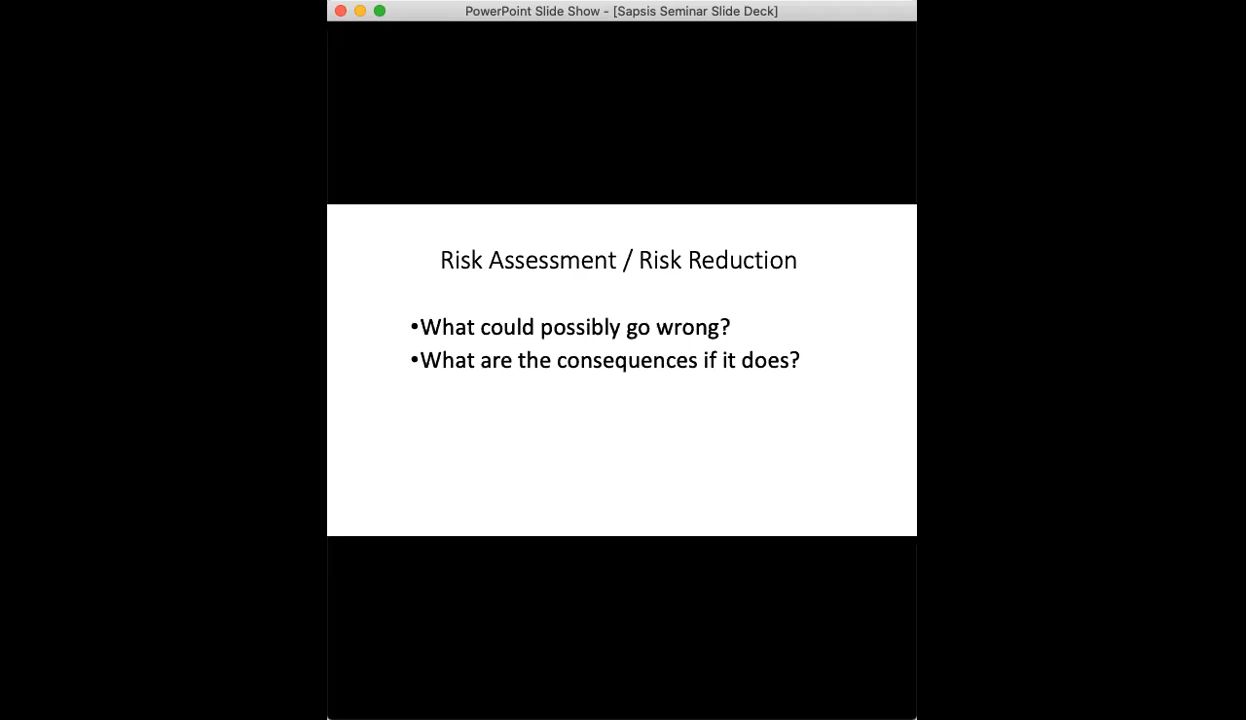 PowerPoint Slide Show - [Sapsis Seminar Slide Deck]
Risk Assessment / Risk Reduction
•What could possibly go wrong?
•What are the consequences if it does?